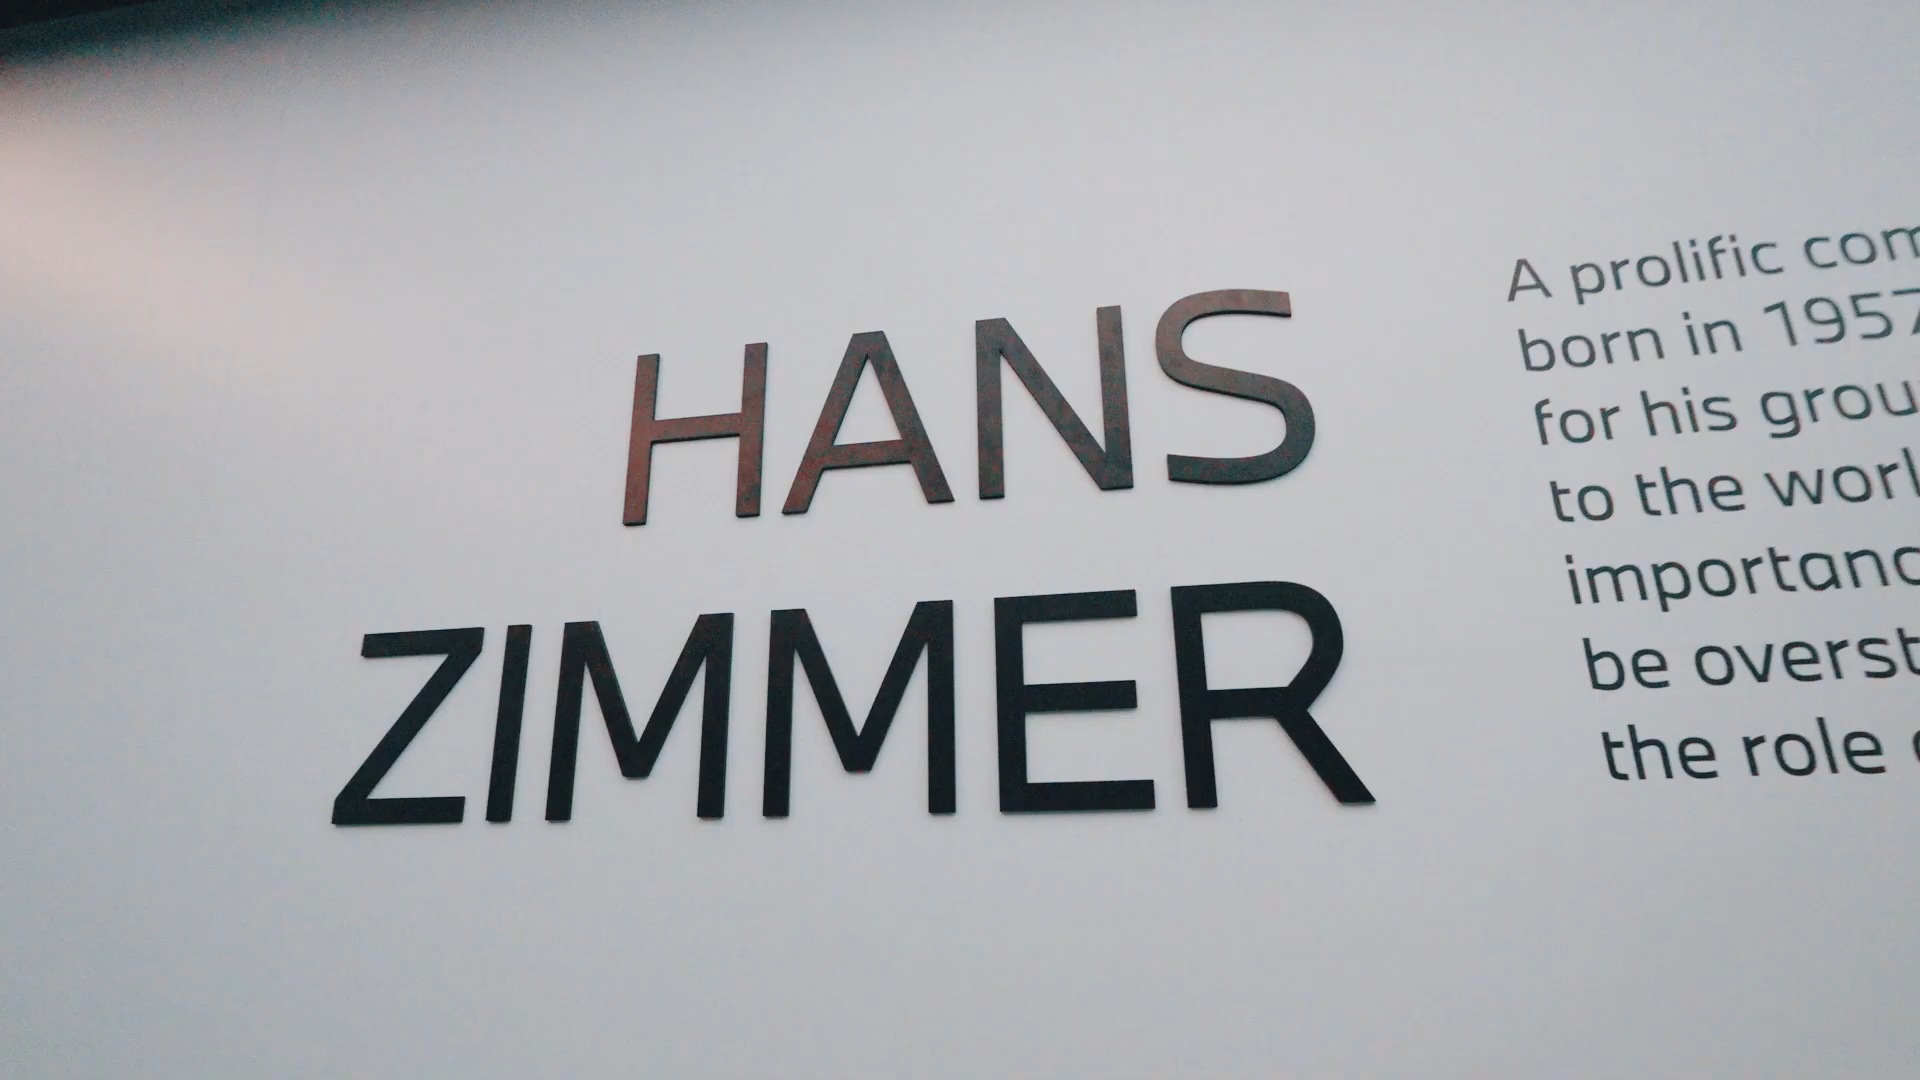 HANS
ZIMMER
A prolific com
born in 1957
for his grou
to the worl
importanc
be overst
the role